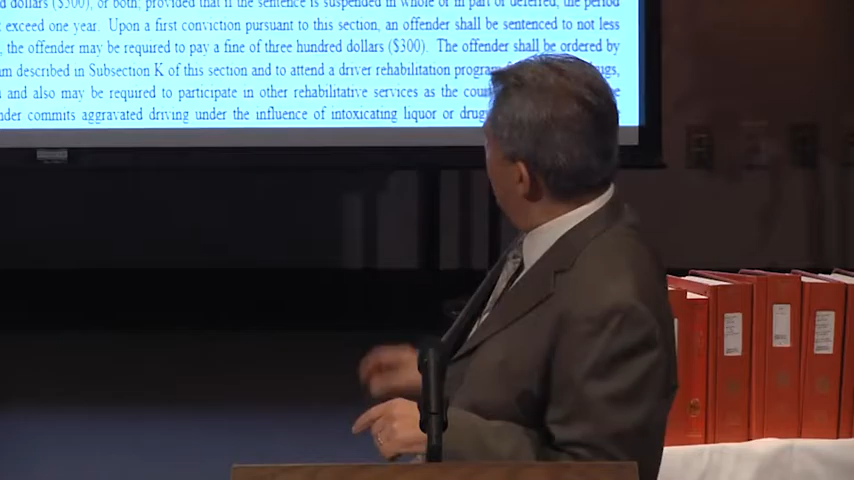 dollars ($500), or both; provided that if the sentence is suspended in whole or in part or deferred, the period
exceed one year. Upon a first conviction pursuant to this section, an offender shall be sentenced to not less
, the offender may be required to pay a fine of three hundred dollars ($300). The offender shall be ordered by
described in Subsection K of this section and to attend a driver rehabilitation program
and also may be required to participate in other rehabilitative services as the
commits aggravated driving under the influence of intoxicating liquor or